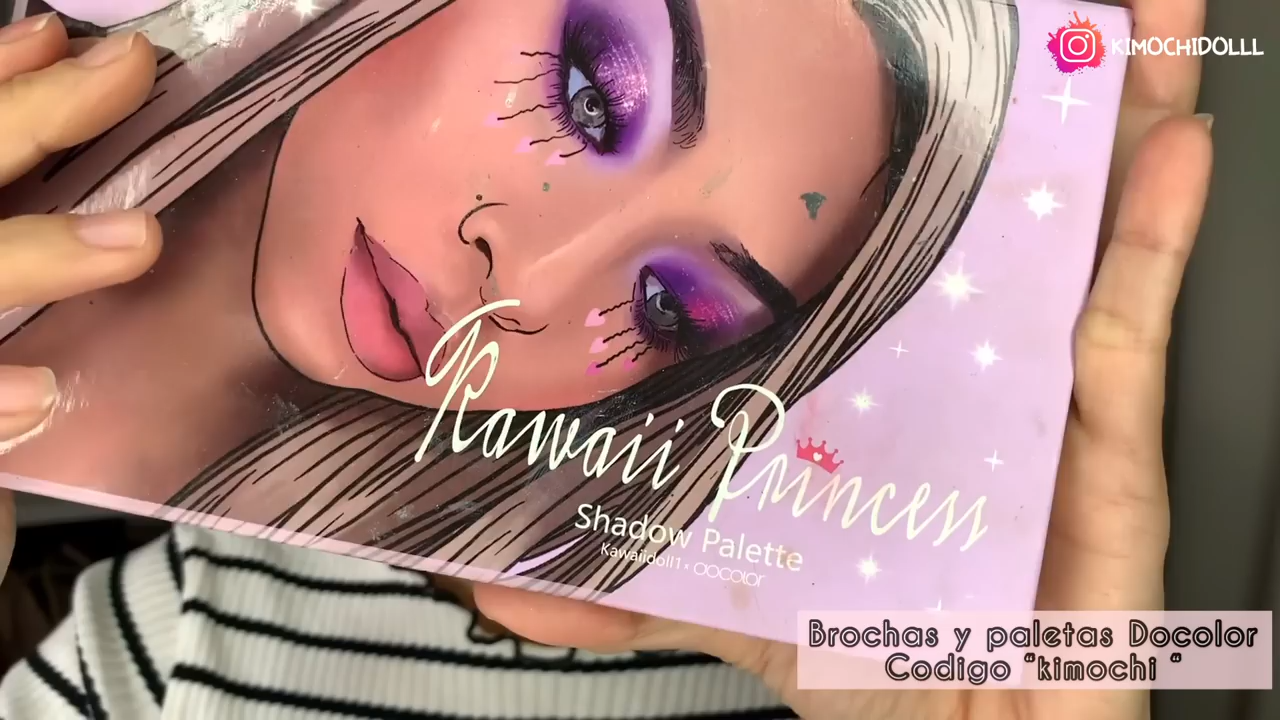 KIMOCHIDOLLL
Kawaii Princess
Shadow Palette
Kawaiidoll1 x DOCOLOR
Brochas y paletas Docolor
Codigo “kimochi “